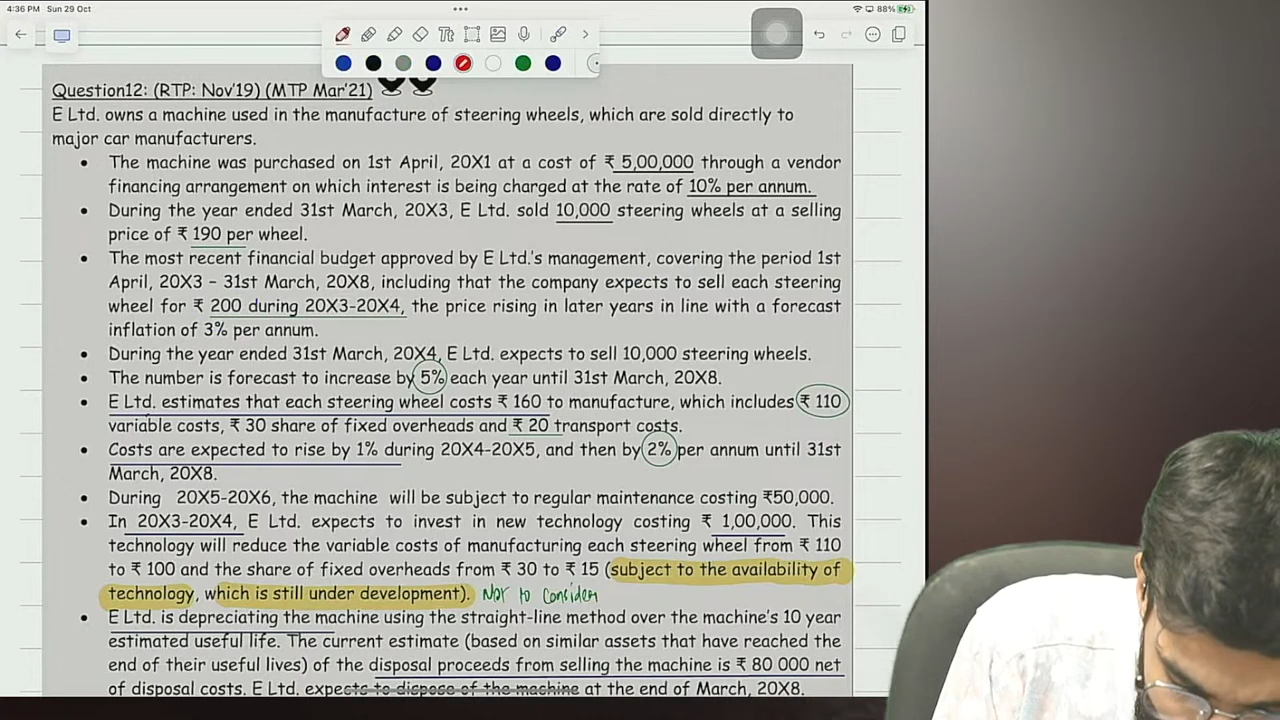 4:36 PM Sun 29 Oct
88%
Question12: (RTP: Nov'19) (MTP Mar'21)
E Ltd. owns a machine used in the manufacture of steering wheels, which are sold directly to
major car manufacturers.
• The machine was purchased on 1st April, 20X1 at a cost of ₹ 5,00,000 through a vendor
financing arrangement on which interest is being charged at the rate of 10% per annum.
• During the year ended 31st March, 20X3, E Ltd. sold 10,000 steering wheels at a selling
price of ₹ 190 per wheel.
• The most recent financial budget approved by E Ltd.'s management, covering the period 1st
April, 20X3 – 31st March, 20X8, including that the company expects to sell each steering
wheel for ₹ 200 during 20X3-20X4, the price rising in later years in line with a forecast
inflation of 3% per annum.
• During the year ended 31st March, 20X4, E Ltd. expects to sell 10,000 steering wheels.
• The number is forecast to increase by 5% each year until 31st March, 20X8.
• E Ltd. estimates that each steering wheel costs ₹ 160 to manufacture, which includes ₹ 110
variable costs, ₹ 30 share of fixed overheads and ₹ 20 transport costs.
• Costs are expected to rise by 1% during 20X4-20X5, and then by 2% per annum until 31st
March, 20X8.
• During 20X5-20X6, the machine will be subject to regular maintenance costing ₹50,000.
• In 20X3-20X4, E Ltd. expects to invest in new technology costing ₹ 1,00,000. This
technology will reduce the variable costs of manufacturing each steering wheel from ₹ 110
to ₹ 100 and the share of fixed overheads from ₹ 30 to ₹ 15 (subject to the availability of
technology, which is still under development). Not to consider
• E Ltd. is depreciating the machine using the straight-line method over the machine's 10 year
estimated useful life. The current estimate (based on similar assets that have reached the
end of their useful lives) of the disposal proceeds from selling the machine is ₹ 80 000 net
of disposal costs. E Ltd. expects to dispose of the machine at the end of March, 20X8.